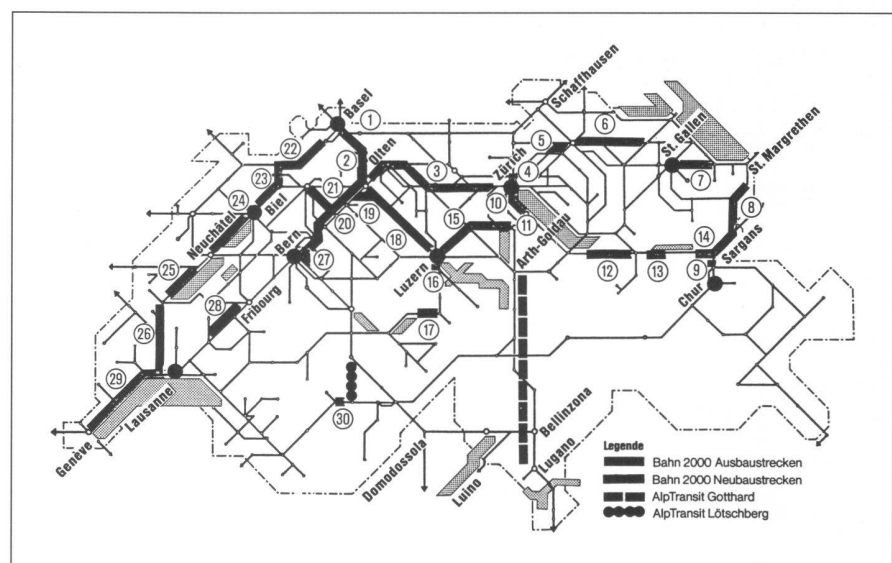 Schaffhausen
Basel
1
6
St. Gallen
St. Margrethen
22
2
Olten
5
Zürich
4
7
23
21
3
24
Biel
20
19
10
8
Neuchâtel
Bern
15
11
Arth-Goldau
14
Sargans
27
18
25
Luzern
16
12
13
9
Chur
28
Fribourg
17
26
29
Lausanne
30
Genève
Domodossola
Luino
Bellinzona
Lugano
Legende
Bahn 2000 Ausbaustrecken
Bahn 2000 Neubaustrecken
AlpTransit Gotthard
AlpTransit Lötschberg